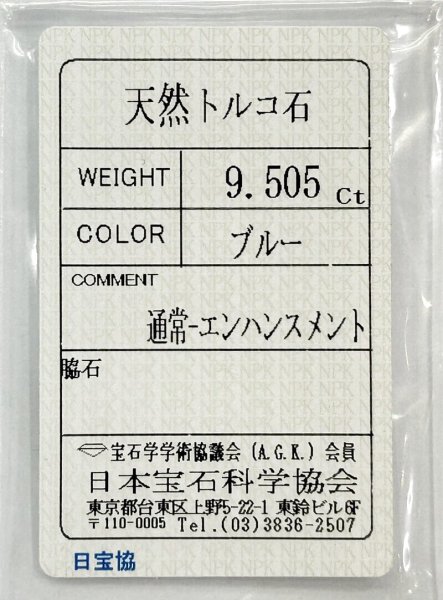 天然トルコ石
WEIGHT 9.505 Ct
COLOR ブルー
COMMENT
通常-エンハンスメント
脇石
宝石学学術協議会 (A.G.K.) 会員
日本宝石科学協会
東京都台東区上野5-22-1 東鈴ビル6F
〒110-0005 Tel.(03)3836-2507
日宝協